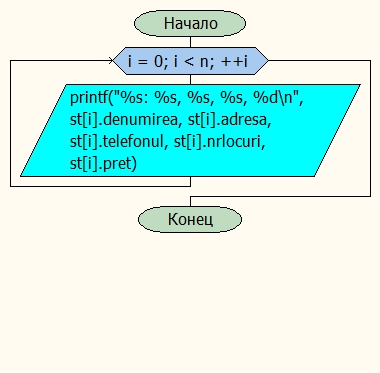 Начало
i = 0; i < n; ++i
printf("%s: %s, %s, %s, %d\n",
st[i].denumirea, st[i].adresa,
st[i].telefonul, st[i].nrlocuri,
st[i].pret)
Конец